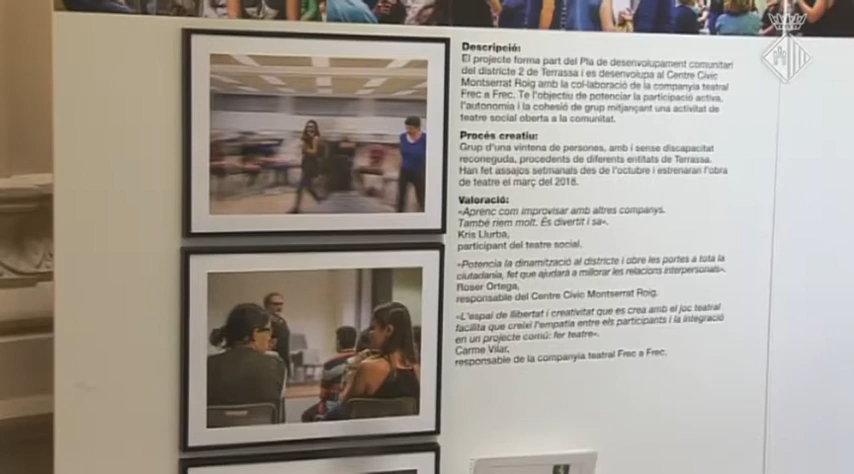 Descripció:
El projecte forma part del Pla de desenvolupament comunitari
del districte 2 de Terrassa i es desenvolupa al Centre Cívic
Montserrat Roig amb la col·laboració de la companyia teatral
Frec a Frec. Te l'objectiu de potenciar la participació activa,
l'autonomia i la cohesió de grup mitjançant una activitat de
teatre social oberta a la comunitat.
Procés creatiu:
Grup d'una vintena de persones, amb i sense discapacitat
reconeguda, procedents de diferents entitats de Terrassa.
Han fet assajos setmanals des de l'octubre i estrenaran l'obra
de teatre el març del 2018.
Valoració:
«Aprenc com improvisar amb altres companys.
També riem molt. És divertit i sa».
Kris Llurba,
participant del teatre social.
«Potencia la dinamització al districte i obre les portes a tota la
ciutadania, fet que ajudarà a millorar les relacions interpersonals».
Roser Ortega,
responsable del Centre Cívic Montserrat Roig.
«L'espai de llibertat i creativitat que es crea amb el joc teatral
facilita que creixi l'empatia entre els participants i la integració
en un projecte comú: fer teatre».
Carme Vilar,
responsable de la companyia teatral Frec a Frec.